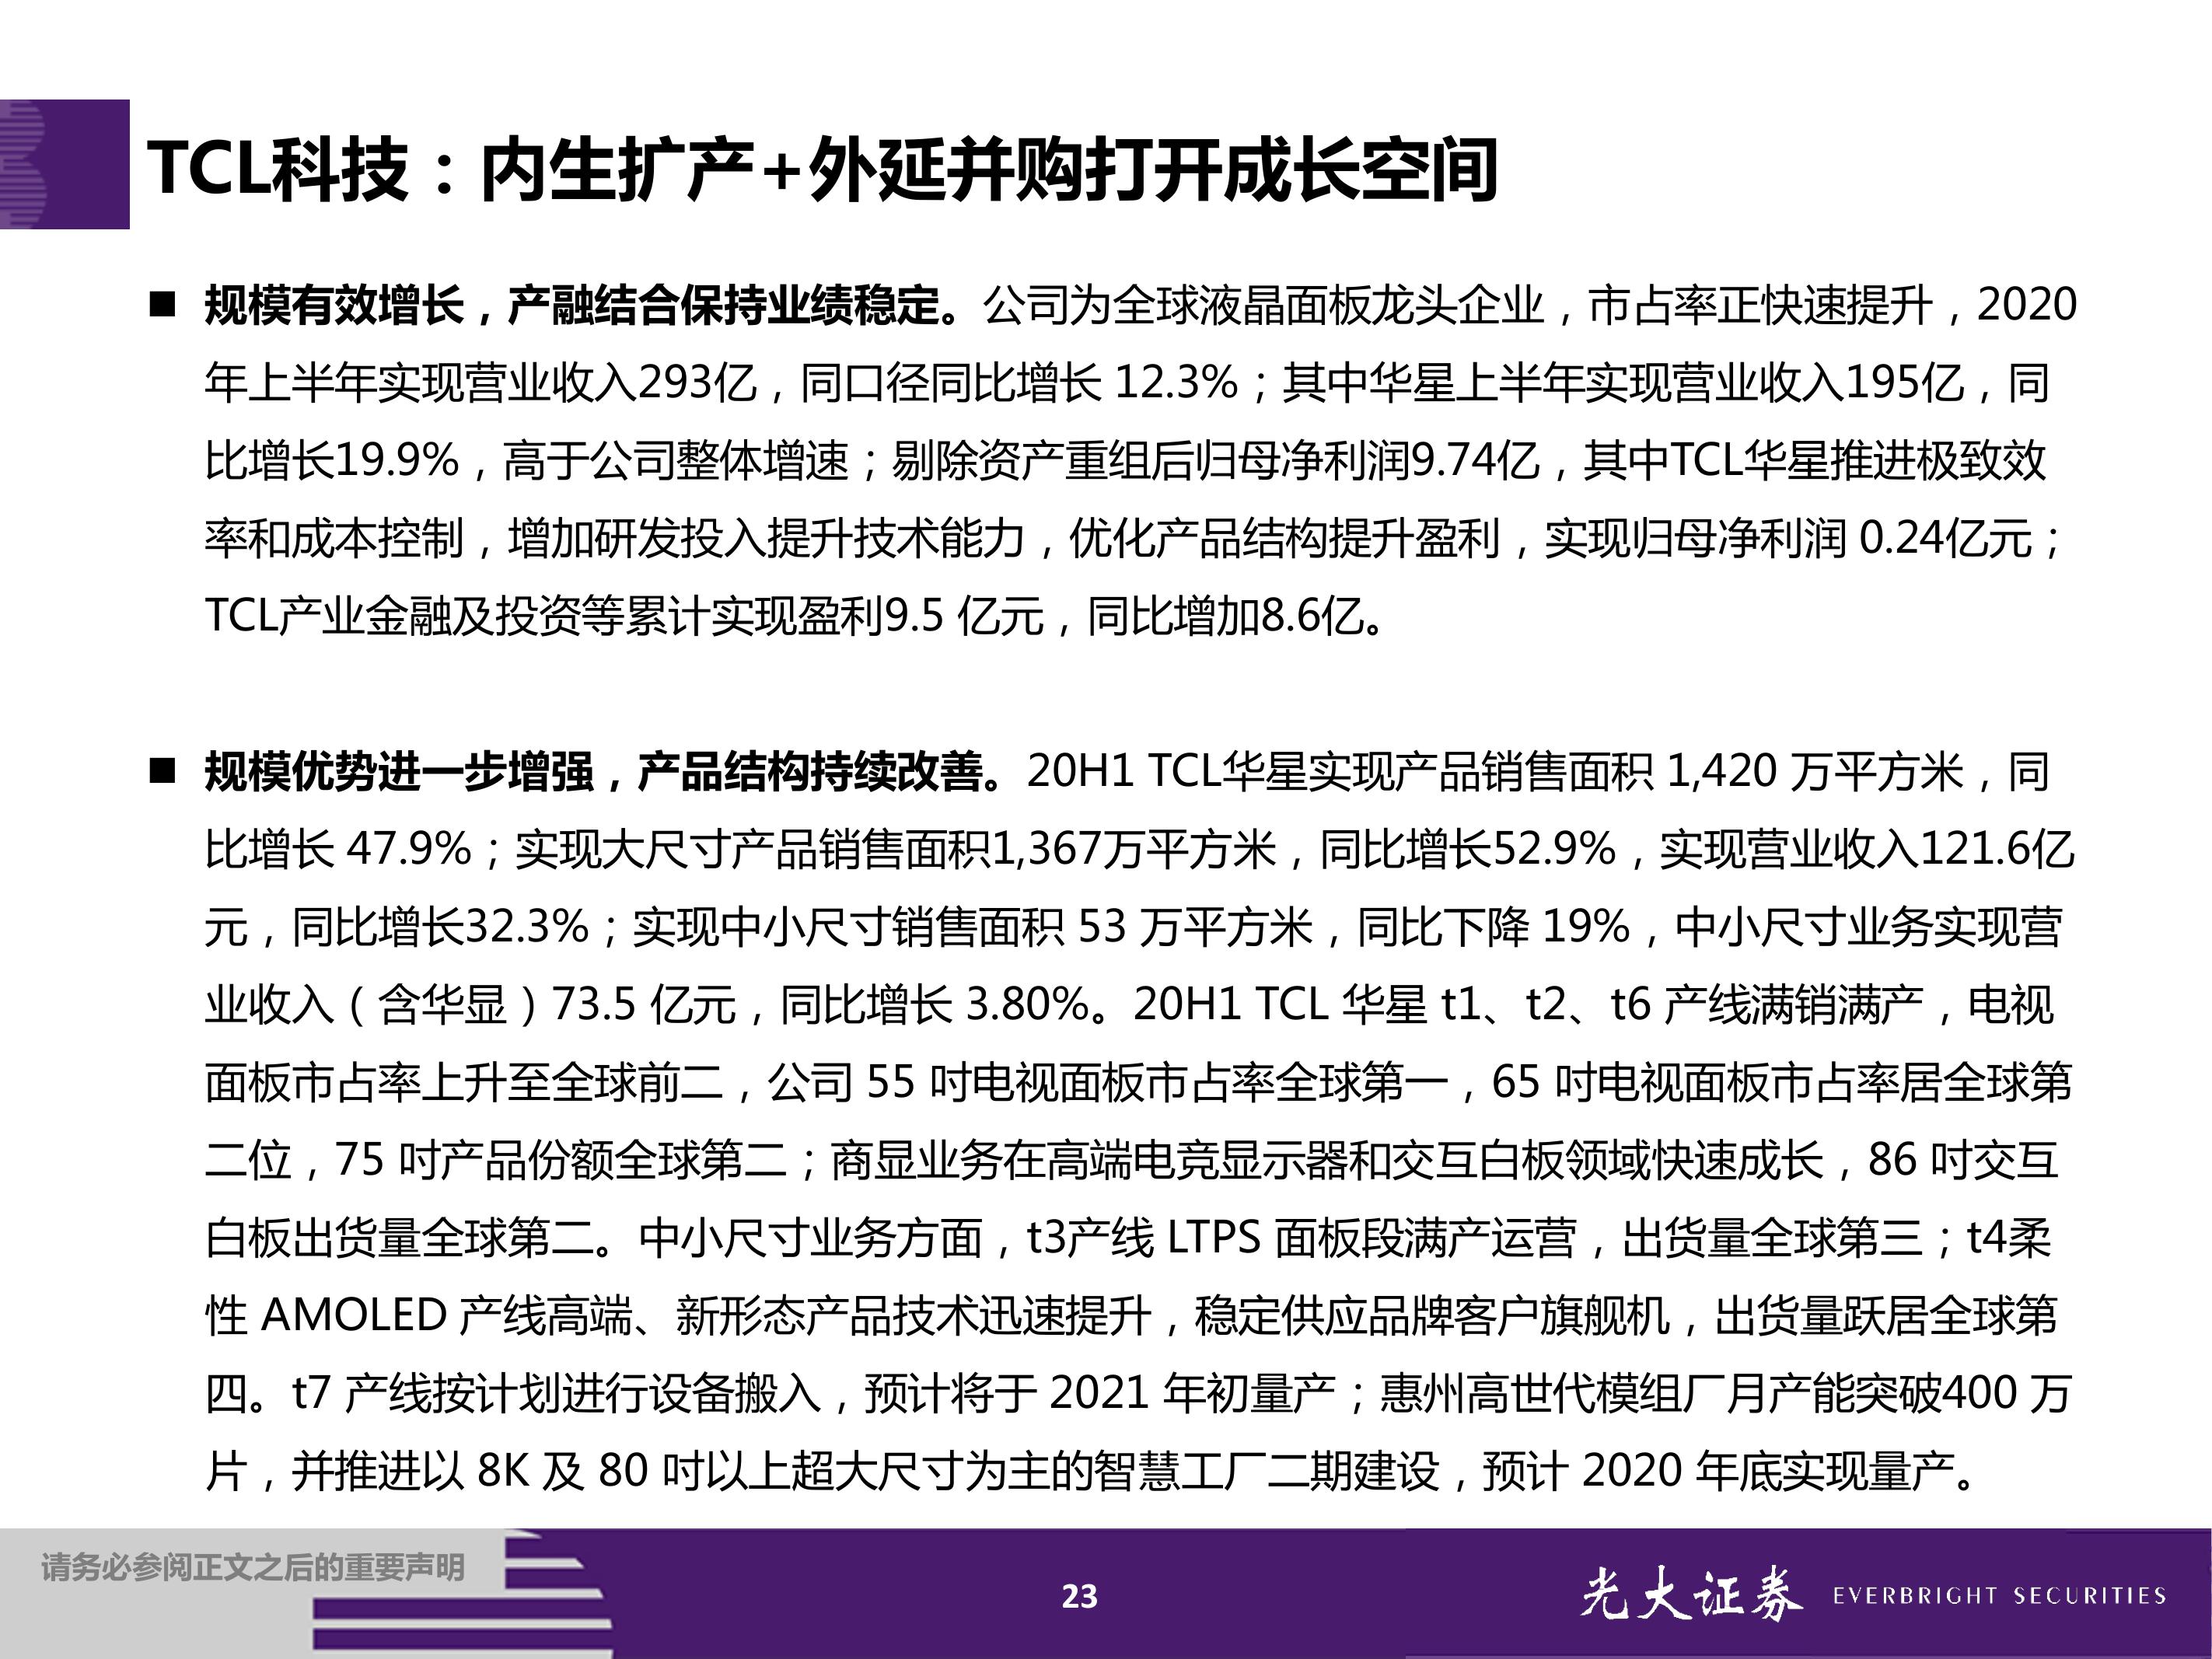 TCL科技：内生扩产+外延并购打开成长空间
■ 规模有效增长，产融结合保持业绩稳定。公司为全球液晶面板龙头企业，市占率正快速提升，2020
年上半年实现营业收入293亿，同口径同比增长 12.3%；其中华星上半年实现营业收入195亿，同
比增长19.9%，高于公司整体增速；剔除资产重组后归母净利润9.74亿，其中TCL华星推进极致效
率和成本控制，增加研发投入提升技术能力，优化产品结构提升盈利，实现归母净利润 0.24亿元；
TCL产业金融及投资等累计实现盈利9.5 亿元，同比增加8.6亿。
■ 规模优势进一步增强，产品结构持续改善。20H1 TCL华星实现产品销售面积 1,420 万平方米，同
比增长 47.9%；实现大尺寸产品销售面积1,367万平方米，同比增长52.9%，实现营业收入121.6亿
元，同比增长32.3%；实现中小尺寸销售面积 53 万平方米，同比下降 19%，中小尺寸业务实现营
业收入（含华显）73.5 亿元，同比增长 3.80%。20H1 TCL 华星 t1、t2、t6 产线满销满产，电视
面板市占率上升至全球前二，公司 55 吋电视面板市占率全球第一，65 吋电视面板市占率居全球第
二位，75 吋产品份额全球第二；商显业务在高端电竞显示器和交互白板领域快速成长，86 吋交互
白板出货量全球第二。中小尺寸业务方面，t3产线 LTPS 面板段满产运营，出货量全球第三；t4柔
性 AMOLED 产线高端、新形态产品技术迅速提升，稳定供应品牌客户旗舰机，出货量跃居全球第
四。t7 产线按计划进行设备搬入，预计将于 2021 年初量产；惠州高世代模组厂月产能突破400 万
片，并推进以 8K 及 80 吋以上超大尺寸为主的智慧工厂二期建设，预计 2020 年底实现量产。
请务必参阅正文之后的重要声明
23
光大证券 EVERBRIGHT SECURITIES